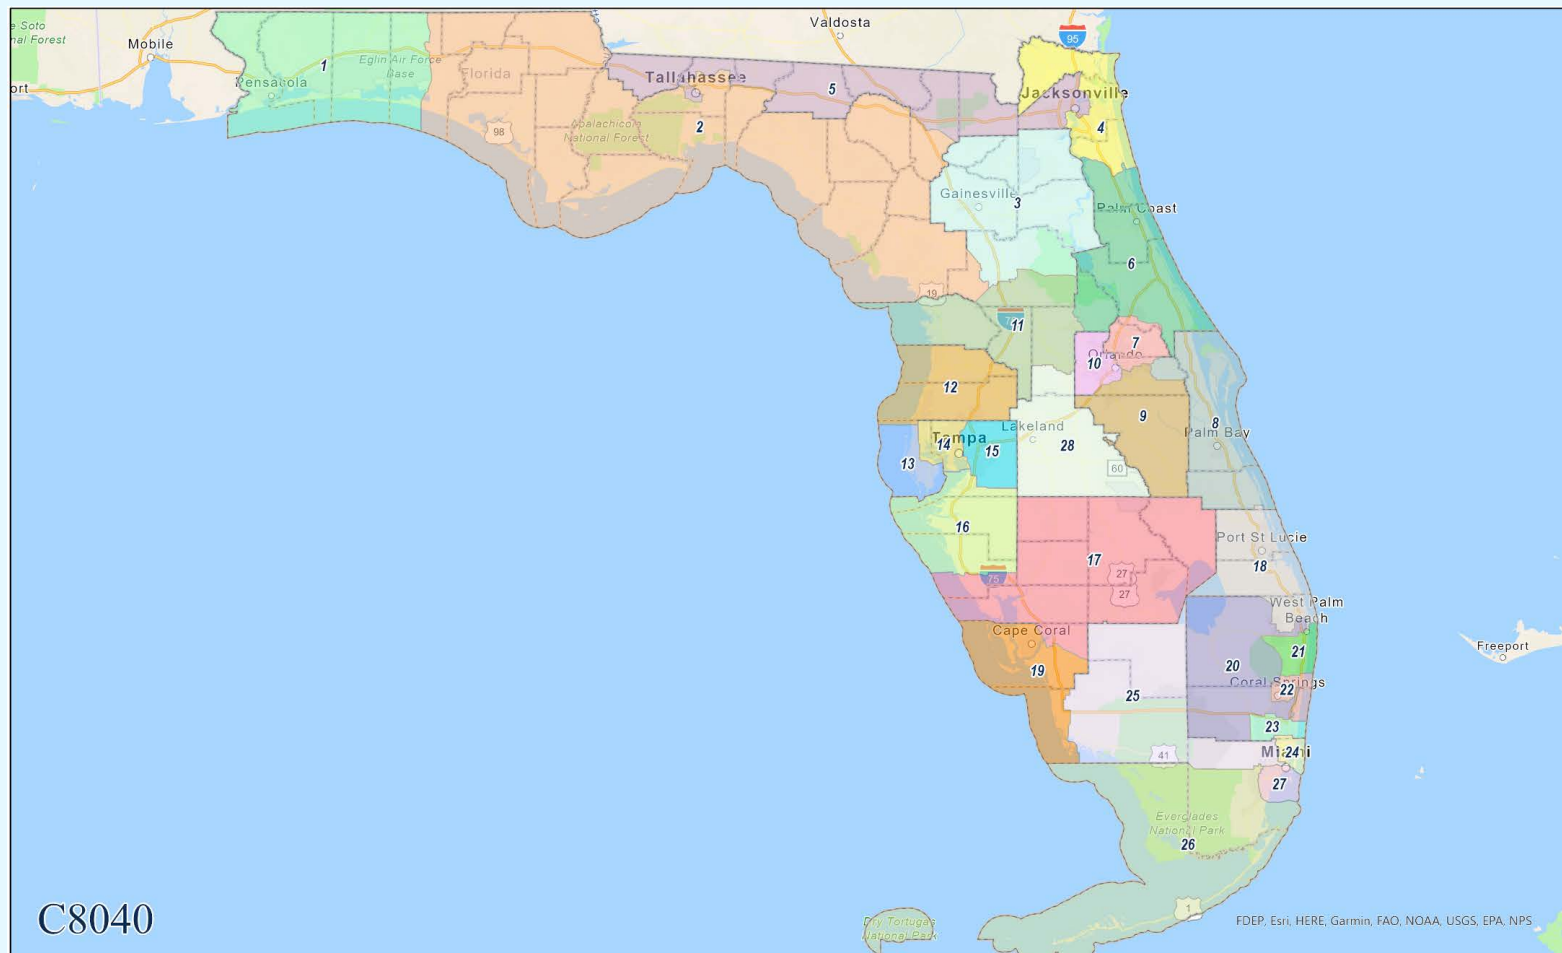 Valdosta
e Soto
nal Forest
Mobile
95
1
Eglin Air Force
Base
Florida
Pensacola
Tallahassee
5
ort
Jacksonville
98
Apalachicola
National Forest
2
4
Gainesville
3
Palm Coast
6
19
11
7
Orlando
10
12
9
8
Palm Bay
Lakeland
Tampa
14
15
28
13
60
16
17
Port St Lucie
18
75
27
27
West Palm
Beach
Cape Coral
Freeport
21
20
19
Coral Springs
22
25
23
41
Miami
24
27
Everglades
National Park
26
1
C8040
Dry Tortugas
National Park
FDEP, Esri, HERE, Garmin, FAO, NOAA, USGS, EPA, NPS